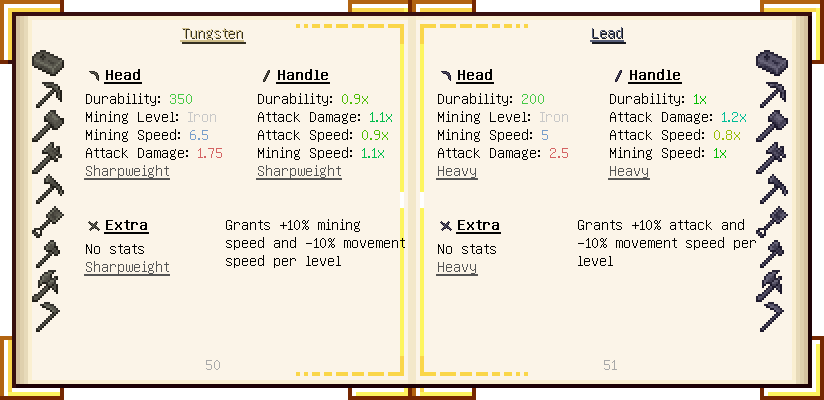 Tungsten
Head
Durability: 350
Mining Level: Iron
Mining Speed: 6.5
Attack Damage: 1.75
Sharpweight
Handle
Durability: 0.9x
Attack Damage: 1.1x
Attack Speed: 0.9x
Mining Speed: 1.1x
Sharpweight
Extra
No stats
Sharpweight
Grants +10% mining
speed and -10% movement
speed per level
50
Lead
Head
Durability: 200
Mining Level: Iron
Mining Speed: 5
Attack Damage: 2.5
Heavy
Handle
Durability: 1x
Attack Damage: 1.2x
Attack Speed: 0.8x
Mining Speed: 1x
Heavy
Extra
No stats
Heavy
Grants +10% attack and
-10% movement speed per
level
51